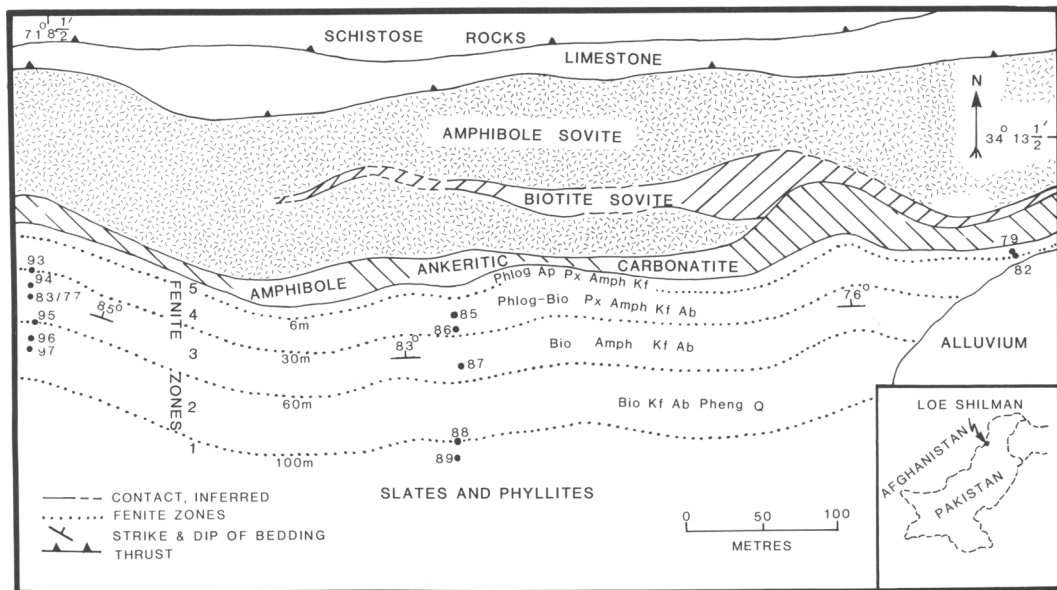 71° 8 1/2'
SCHISTOSE ROCKS
LIMESTONE
N
34° 13 1/2'
AMPHIBOLE SOVITE
BIOTITE SOVITE
AMPHIBOLE ANKERITIC CARBONATITE
79
82
93
94
83/77
95
96
97
85°
FENITE ZONES
5
4
3
2
1
6m
30m
60m
100m
Phlog Ap Px Amph Kf
Phlog-Bio Px Amph Kf Ab
Bio Amph Kf Ab
Bio Kf Ab Pheng Q
85
86
87
88
89
83°
76°
ALLUVIUM
SLATES AND PHYLLITES
CONTACT, INFERRED
FENITE ZONES
STRIKE & DIP OF BEDDING
THRUST
0 50 100
METRES
LOE SHILMAN
AFGHANISTAN
PAKISTAN